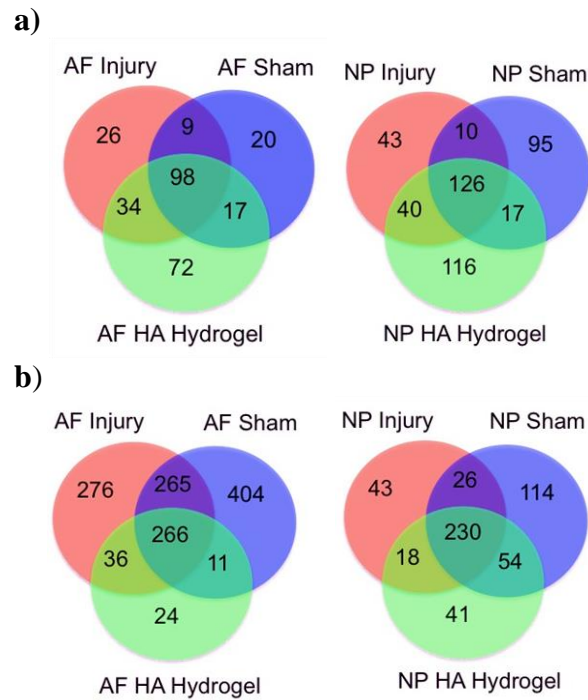 a)
AF Injury AF Sham NP Injury NP Sham
26 9 20 43 10 95
98 126
34 17 40 17
72 116
AF HA Hydrogel NP HA Hydrogel
b)
AF Injury AF Sham NP Injury NP Sham
276 265 404 43 26 114
266 230
36 11 18 54
24 41
AF HA Hydrogel NP HA Hydrogel